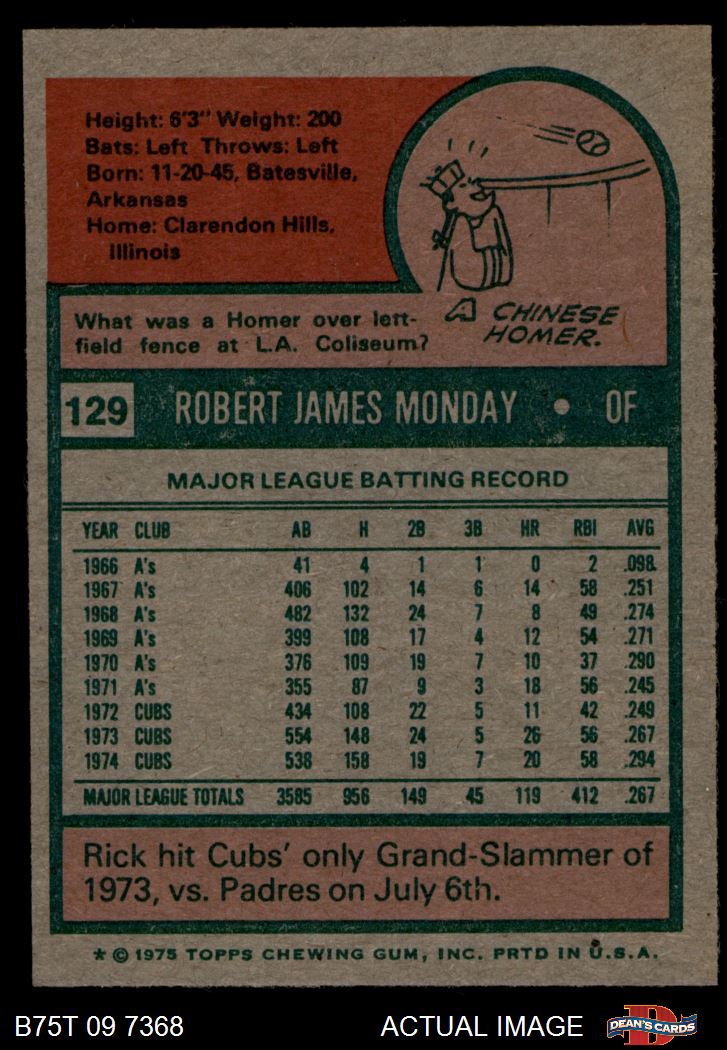 Height: 6'3" Weight: 200
Bats: Left Throws: Left
Born: 11-20-45, Batesville,
Arkansas
Home: Clarendon Hills,
Illinois
What was a Homer over left-
field fence at L.A. Coliseum?
A CHINESE
HOMER.
129 ROBERT JAMES MONDAY • OF
MAJOR LEAGUE BATTING RECORD
YEAR CLUB AB H 2B 3B HR RBI AVG
1966 A's 41 4 1 1 0 2 .098
1967 A's 406 102 14 6 14 58 .251
1968 A's 482 132 24 7 8 49 .274
1969 A's 399 108 17 4 12 54 .271
1970 A's 376 109 19 7 10 37 .290
1971 A's 355 87 9 3 18 56 .245
1972 CUBS 434 108 22 5 11 42 .249
1973 CUBS 554 148 24 5 26 56 .267
1974 CUBS 538 158 19 7 20 58 .294
MAJOR LEAGUE TOTALS 3585 956 149 45 119 412 .267
Rick hit Cubs' only Grand-Slammer of
1973, vs. Padres on July 6th.
* © 1975 TOPPS CHEWING GUM, INC. PRTD IN U.S.A.
B75T 09 7368 ACTUAL IMAGE DEAN'S CARDS